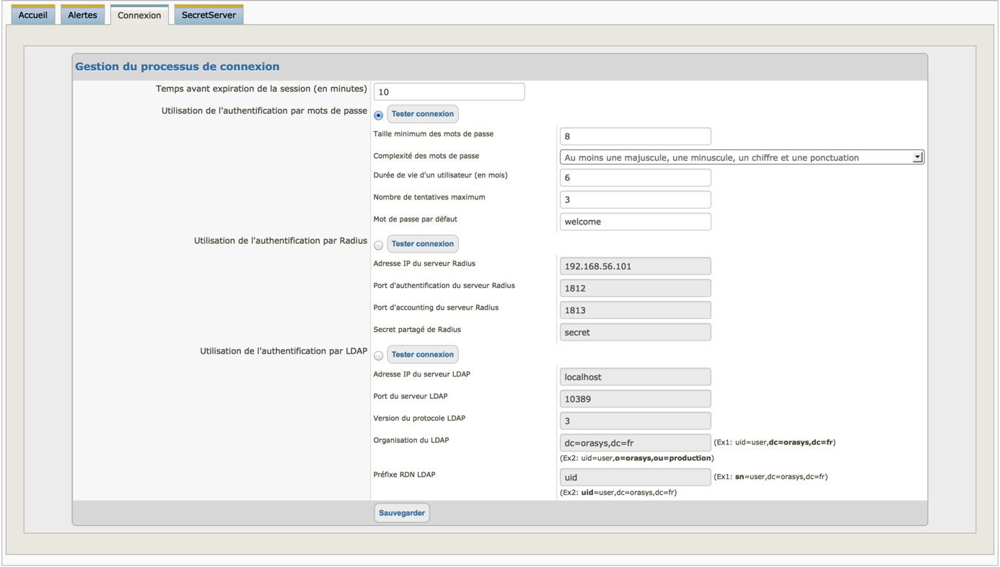 Accueil Alertes Connexion SecretServer
Gestion du processus de connexion
Temps avant expiration de la session (en minutes) 10
Utilisation de l'authentification par mots de passe Tester connexion
Taille minimum des mots de passe 8
Complexité des mots de passe Au moins une majuscule, une minuscule, un chiffre et une ponctuation
Durée de vie d'un utilisateur (en mois) 6
Nombre de tentatives maximum 3
Mot de passe par défaut welcome
Utilisation de l'authentification par Radius Tester connexion
Adresse IP du serveur Radius 192.168.56.101
Port d'authentification du serveur Radius 1812
Port d'accounting du serveur Radius 1813
Secret partagé de Radius secret
Utilisation de l'authentification par LDAP Tester connexion
Adresse IP du serveur LDAP localhost
Port du serveur LDAP 10389
Version du protocole LDAP 3
Organisation du LDAP dc=orasys,dc=fr (Ex1: uid=user,dc=orasys,dc=fr)
(Ex2: uid=user,o=orasys,ou=production)
Préfixe RDN LDAP uid (Ex1: sn=user,dc=orasys,dc=fr)
(Ex2: uid=user,dc=orasys,dc=fr)
Sauvegarder